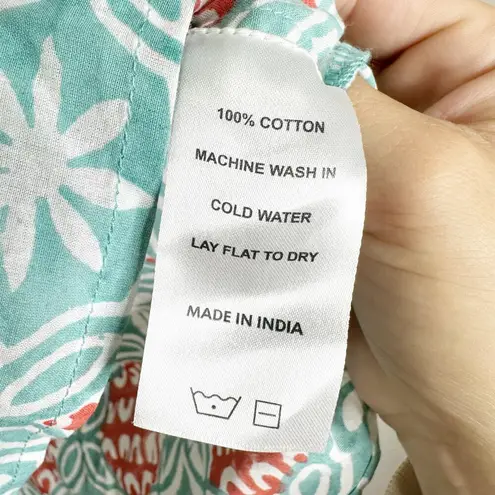 100% COTTON
MACHINE WASH IN
COLD WATER
LAY FLAT TO DRY
MADE IN INDIA